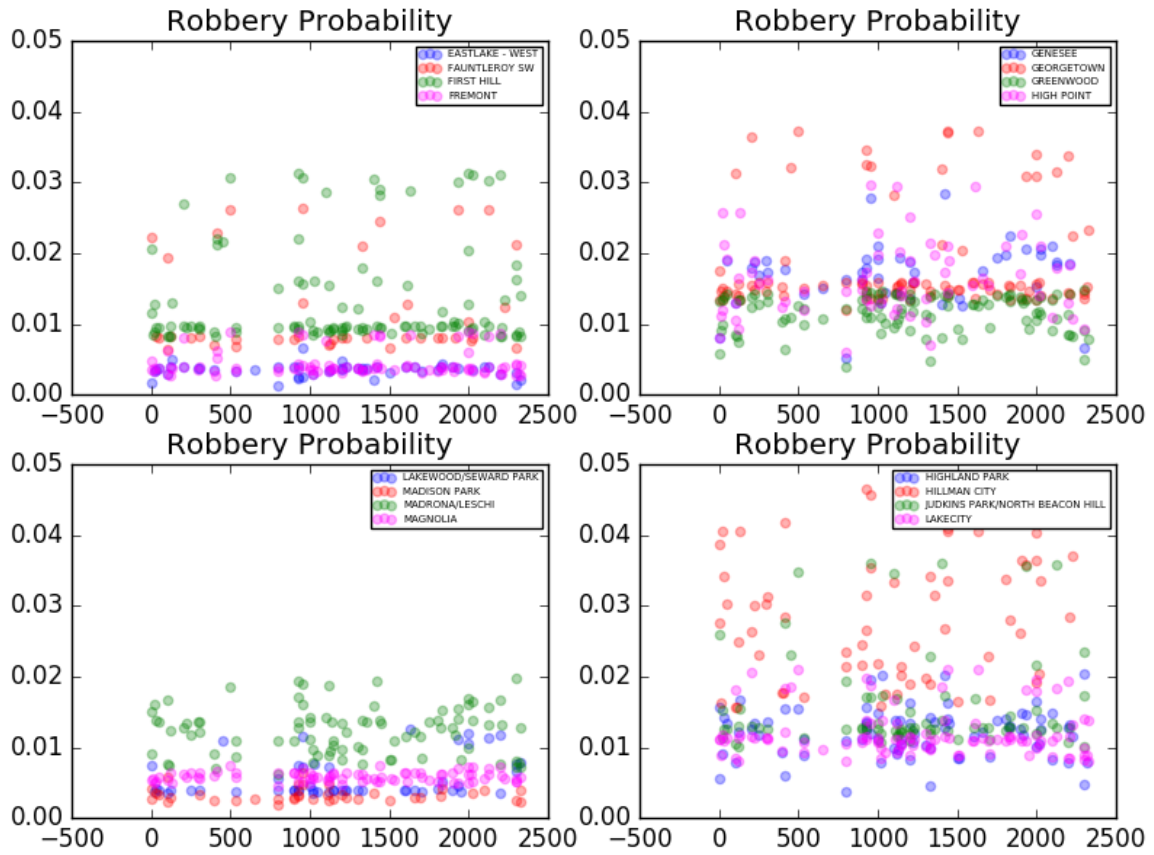 Robbery Probability
0.05
0.04
0.03
0.02
0.01
0.00
−500 0 500 1000 1500 2000 2500
EASTLAKE - WEST
FAUNTLEROY SW
FIRST HILL
FREMONT
Robbery Probability
0.05
0.04
0.03
0.02
0.01
0.00
−500 0 500 1000 1500 2000 2500
GENESEE
GEORGETOWN
GREENWOOD
HIGH POINT
Robbery Probability
0.05
0.04
0.03
0.02
0.01
0.00
−500 0 500 1000 1500 2000 2500
LAKEWOOD/SEWARD PARK
MADISON PARK
MADRONA/LESCHI
MAGNOLIA
Robbery Probability
0.05
0.04
0.03
0.02
0.01
0.00
−500 0 500 1000 1500 2000 2500
HIGHLAND PARK
HILLMAN CITY
JUDKINS PARK/NORTH BEACON HILL
LAKECITY